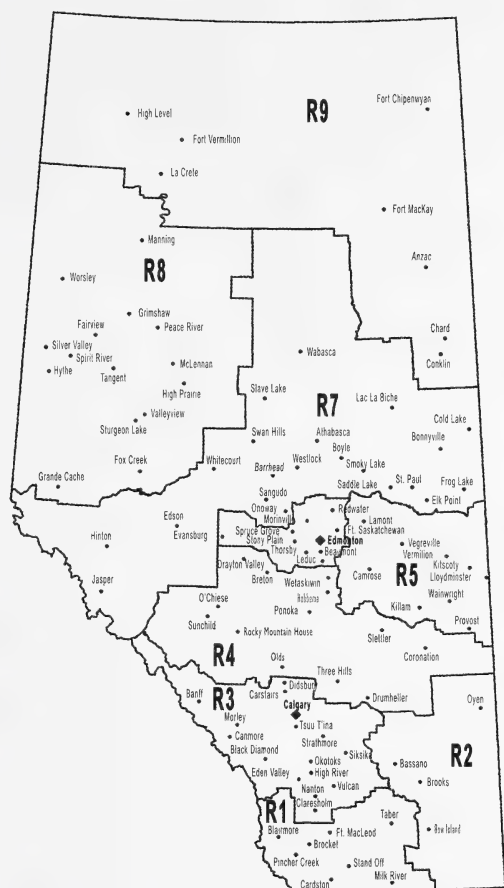 R9
Fort Chipenwyan
High Level
Fort Vermillion
La Crete
Fort MacKay
Manning
Anzac
R8
Worsley
Grimshaw
Fairview
Peace River
Chard
Silver Valley
Spirit River
Wabasca
Conklin
Hythe
Tangent
McLennan
High Prairie
Slave Lake
R7
Lac La Biche
Valleyview
Sturgeon Lake
Cold Lake
Swan Hills
Athabasca
Bonnyville
Boyle
Fox Creek
Whitecourt
Barrhead
Westlock
Smoky Lake
Grande Cache
Saddle Lake
St. Paul
Frog Lake
Sangudo
Elk Point
Onoway
Redwater
Morinville
Lamont
Edson
Spruce Grove
Ft. Saskatchewan
Evansburg
Stony Plain
Edmonton
Vegreville
Hinton
Thorsby
Beaumont
Vermilion
Leduc
Kitscoty
Drayton Valley
R5
Lloydminster
Breton
Camrose
Wetaskiwin
Jasper
Hobbema
Wainwright
O'Chiese
Ponoka
Killam
Sunchild
Provost
Rocky Mountain House
Stettler
R4
Coronation
Olds
Three Hills
R3
Didsbury
Banff
Carstairs
Drumheller
Calgary
Oyen
Morley
Tsuu T'ina
Canmore
Strathmore
Black Diamond
Siksika
R2
Okotoks
Bassano
Eden Valley
High River
Nanton
Vulcan
Brooks
Claresholm
R1
Taber
Blairmore
Ft. MacLeod
Bow Island
Brocket
Pincher Creek
Stand Off
Cardston
Milk River